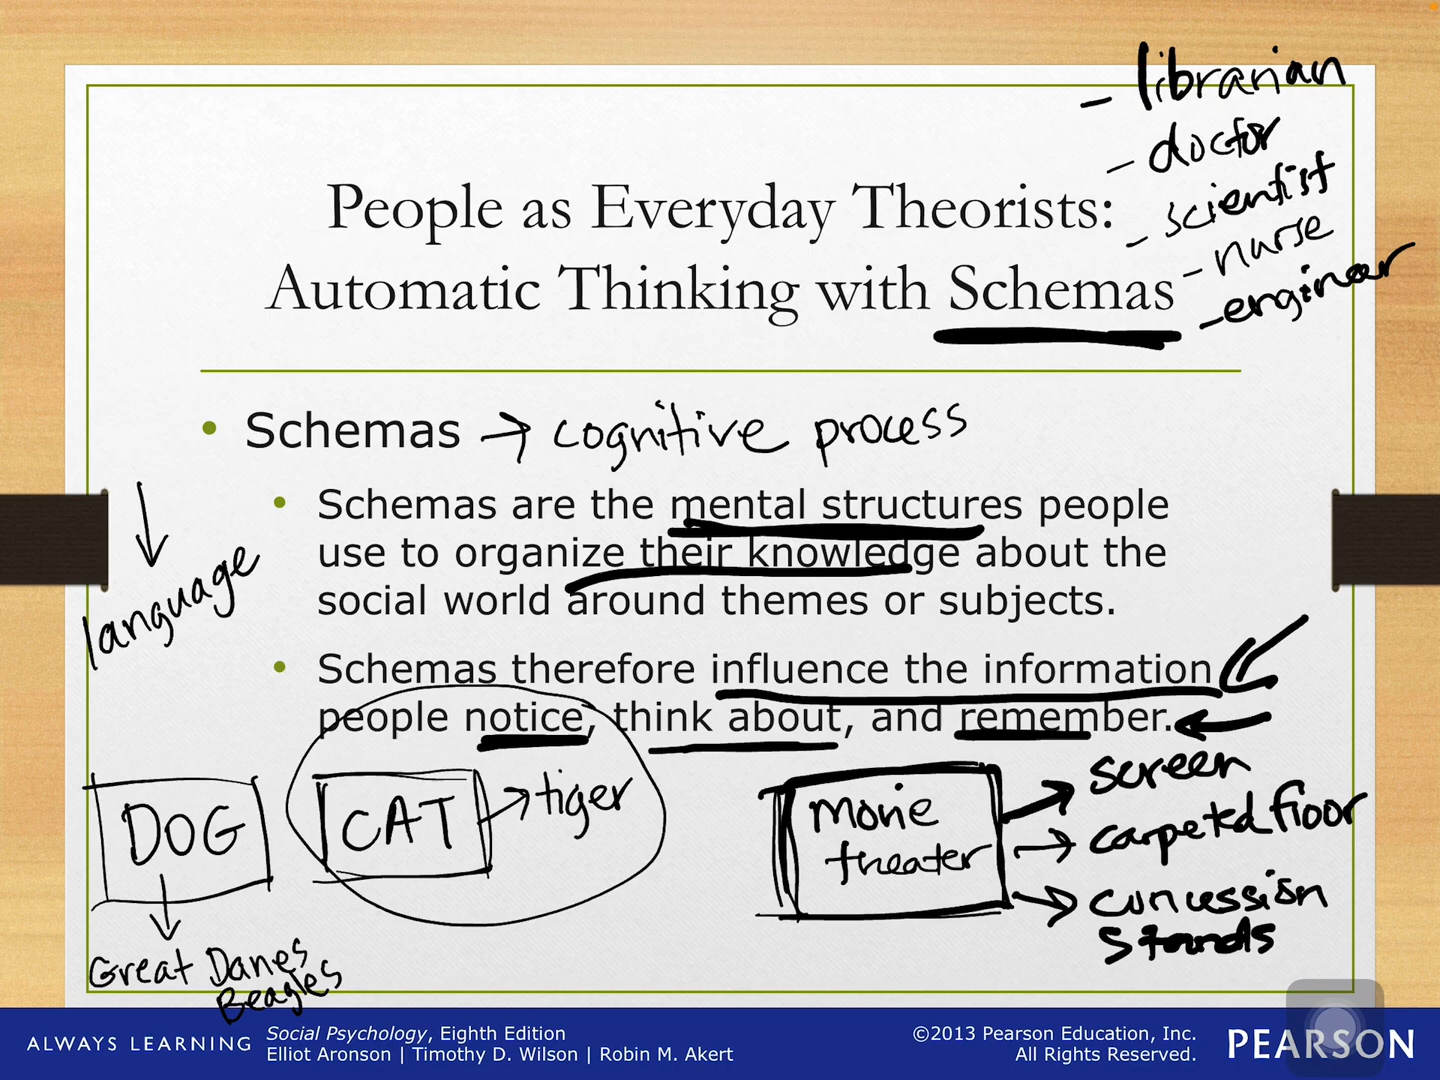 - librarian
- doctor
- scientist
- nurse
- engineer
People as Everyday Theorists:
Automatic Thinking with Schemas
• Schemas → cognitive process
• Schemas are the mental structures people
use to organize their knowledge about the
social world around themes or subjects.
language
• Schemas therefore influence the information
people notice, think about, and remember.
DOG
Great Danes
Beagles
CAT → tiger
movie
theater
→ screen
→ carpeted floor
→ concession
stands
ALWAYS LEARNING
Social Psychology, Eighth Edition
Elliot Aronson | Timothy D. Wilson | Robin M. Akert
©2013 Pearson Education, Inc.
All Rights Reserved.
PEARSON